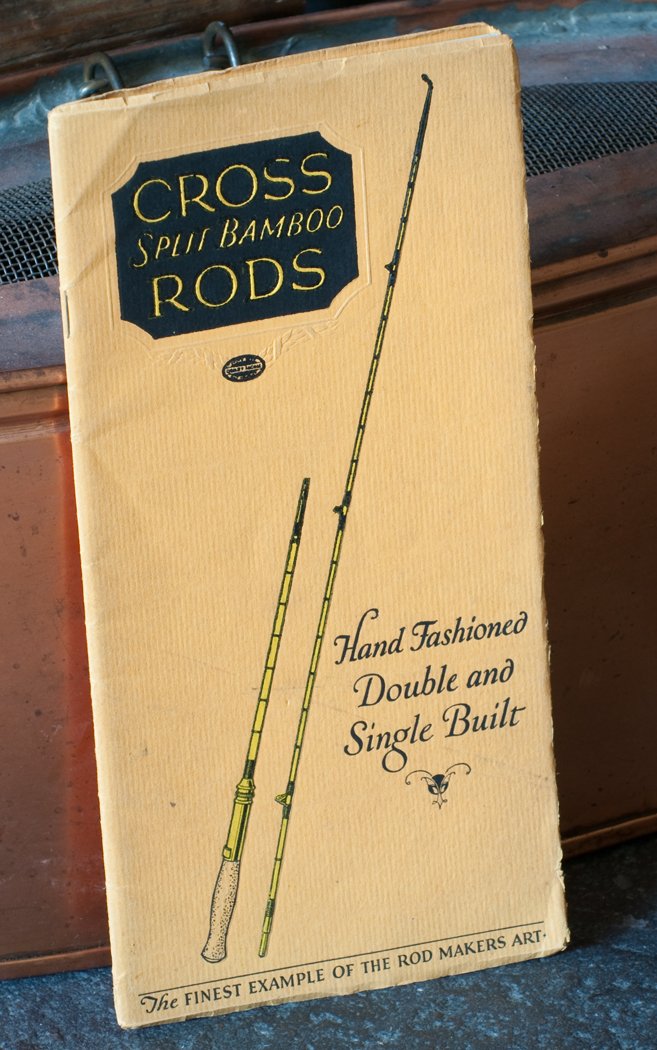 CROSS
SPLIT BAMBOO
RODS
Hand Fashioned
Double and
Single Built
The FINEST EXAMPLE OF THE ROD MAKERS ART.